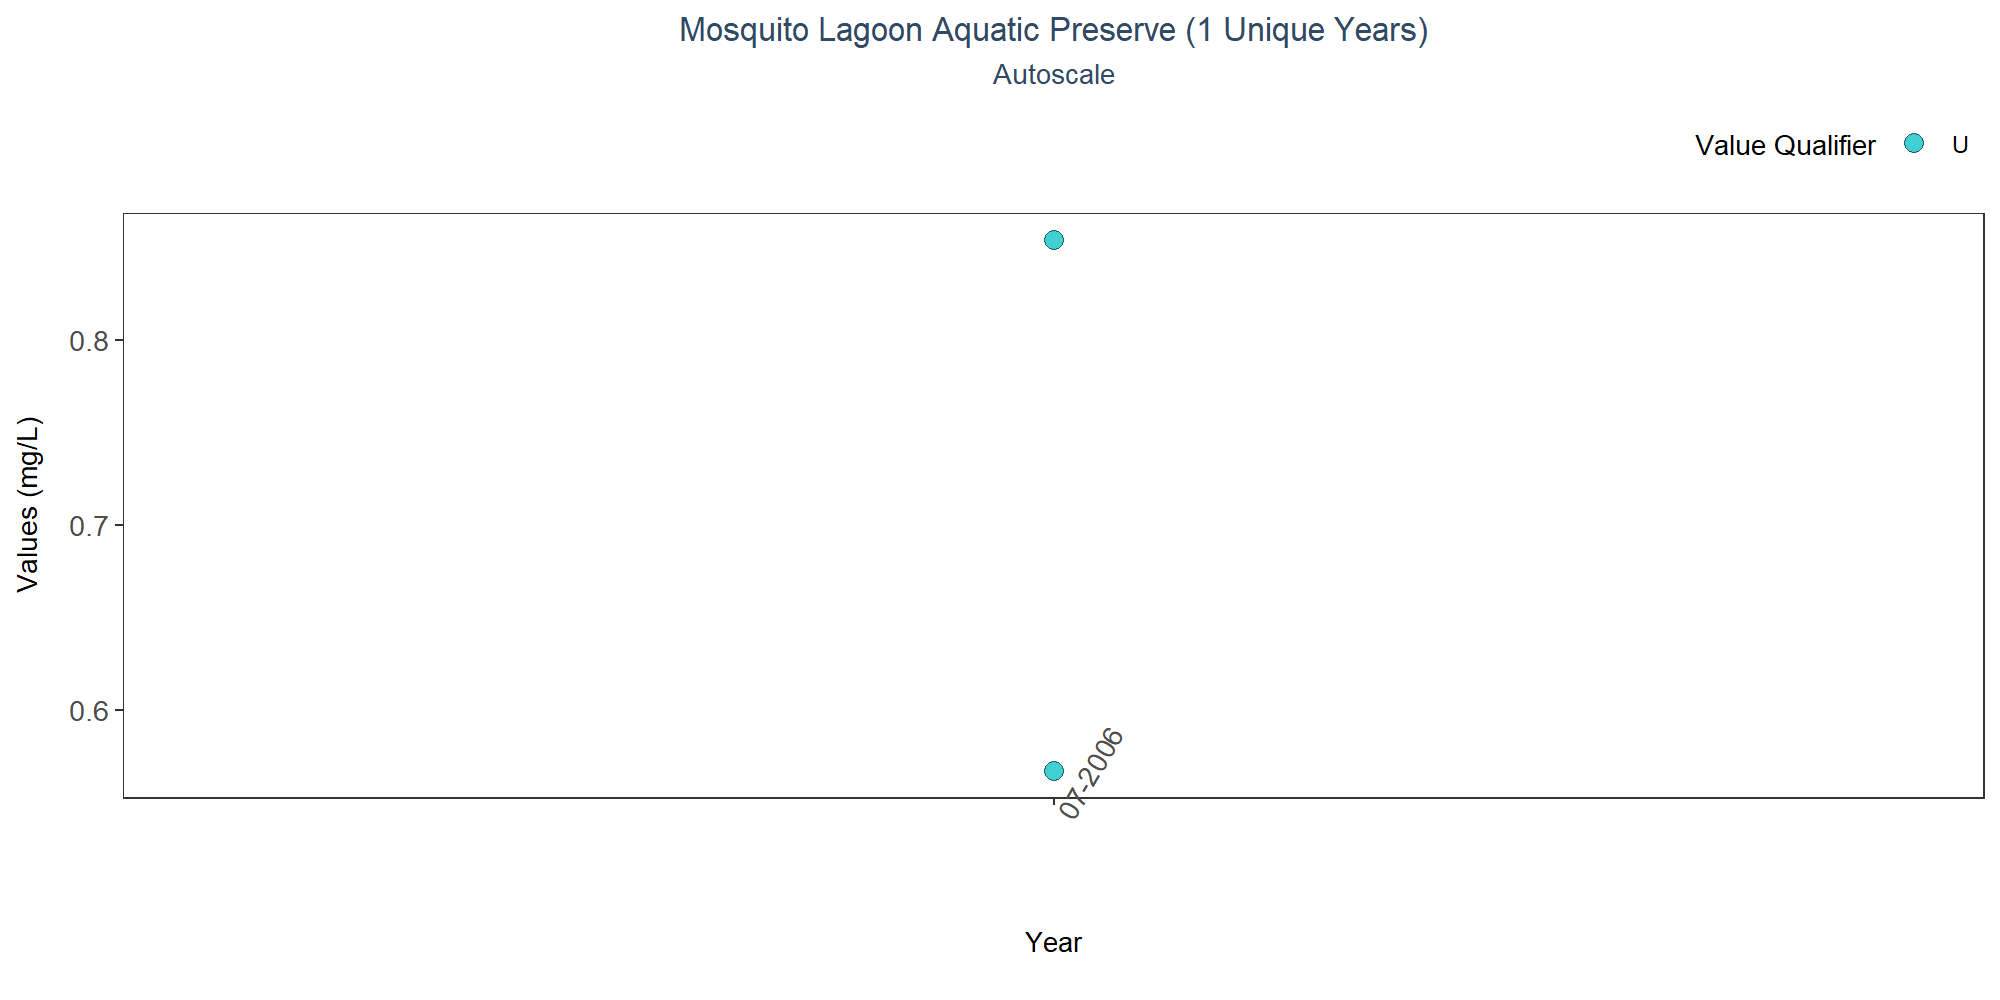 Mosquito Lagoon Aquatic Preserve (1 Unique Years)
Autoscale
Value Qualifier U
Values (mg/L)
0.8
0.7
0.6
07-2006
Year